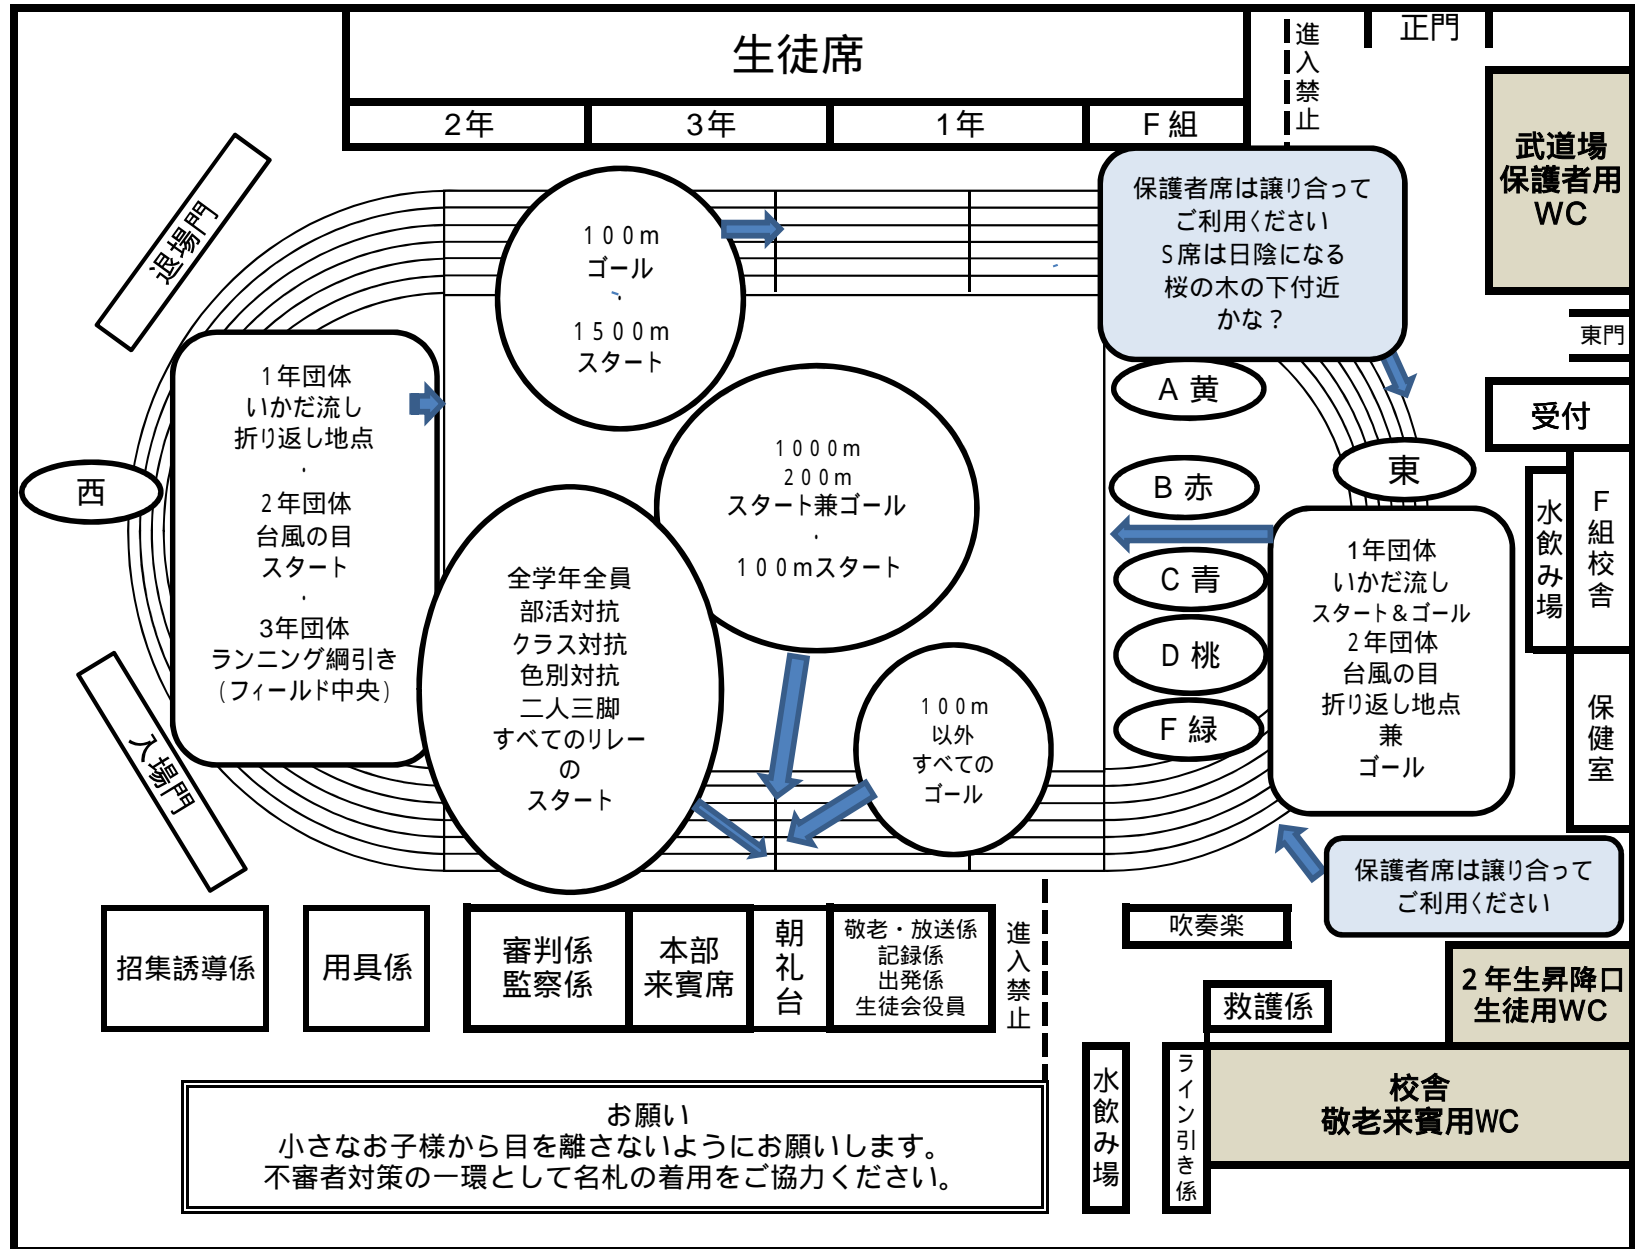 生徒席
2年
3年
1年
F組
進入禁止
正門
武道場
保護者用
WC
退場門
100m
ゴール
・
1500m
スタート
保護者席は譲り合って
ご利用ください
S席は日陰になる
桜の木の下付近
かな？
東門
受付
1年団体
いかだ流し
折り返し地点
・
2年団体
台風の目
スタート
・
3年団体
ランニング綱引き
(フィールド中央)
西
A 黄
B 赤
C 青
D 桃
F 緑
東
1000m
200m
スタート兼ゴール
・
100mスタート
水飲み場
F組校舎
全学年全員
部活対抗
クラス対抗
色別対抗
二人三脚
すべてのリレー
の
スタート
1年団体
いかだ流し
スタート＆ゴール
2年団体
台風の目
折り返し地点
兼
ゴール
100m
以外
すべての
ゴール
保健室
入場門
保護者席は譲り合って
ご利用ください
招集誘導係
用具係
審判係
監察係
本部
来賓席
朝礼台
敬老・放送係
記録係
出発係
生徒会役員
進入禁止
吹奏楽
救護係
2年生昇降口
生徒用WC
水飲み場
ライン引き係
校舎
敬老来賓用WC
お願い
小さなお子様から目を離さないようにお願いします。
不審者対策の一環として名札の着用をご協力ください。